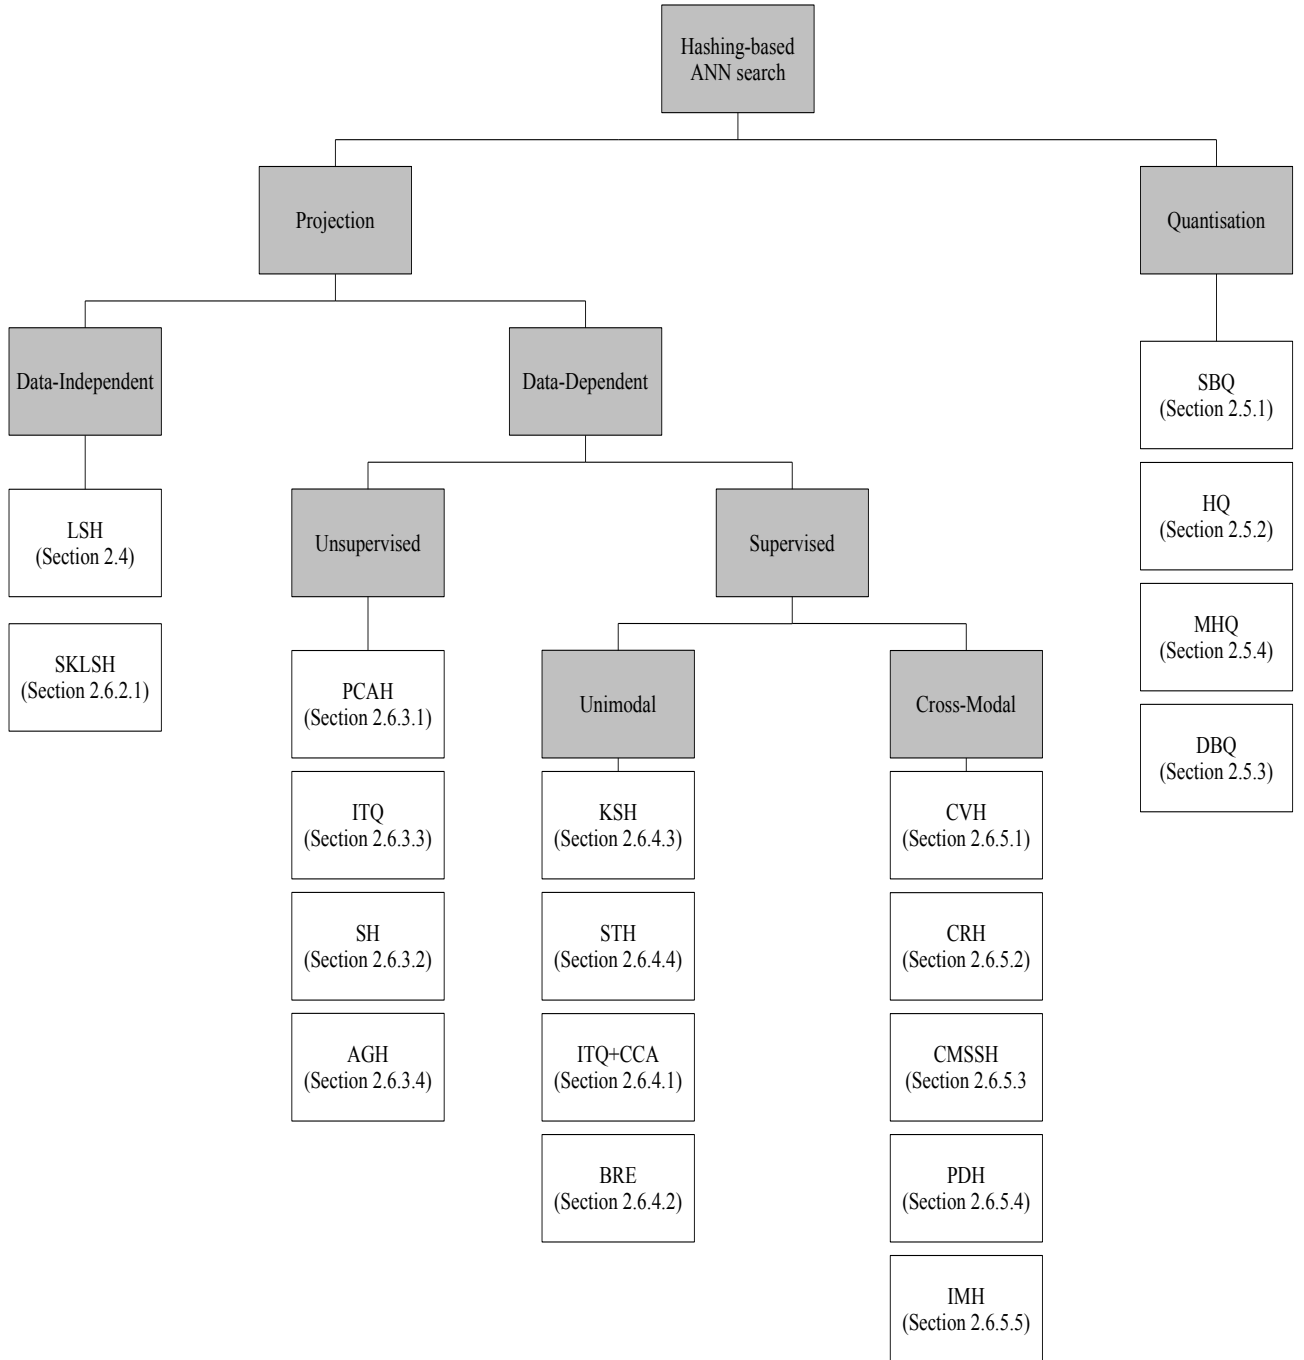 Hashing-based
ANN search
Projection
Quantisation
Data-Independent
Data-Dependent
SBQ
(Section 2.5.1)
HQ
(Section 2.5.2)
MHQ
(Section 2.5.4)
DBQ
(Section 2.5.3)
LSH
(Section 2.4)
SKLSH
(Section 2.6.2.1)
Unsupervised
Supervised
PCAH
(Section 2.6.3.1)
ITQ
(Section 2.6.3.3)
SH
(Section 2.6.3.2)
AGH
(Section 2.6.3.4)
Unimodal
Cross-Modal
KSH
(Section 2.6.4.3)
STH
(Section 2.6.4.4)
ITQ+CCA
(Section 2.6.4.1)
BRE
(Section 2.6.4.2)
CVH
(Section 2.6.5.1)
CRH
(Section 2.6.5.2)
CMSSH
(Section 2.6.5.3
PDH
(Section 2.6.5.4)
IMH
(Section 2.6.5.5)